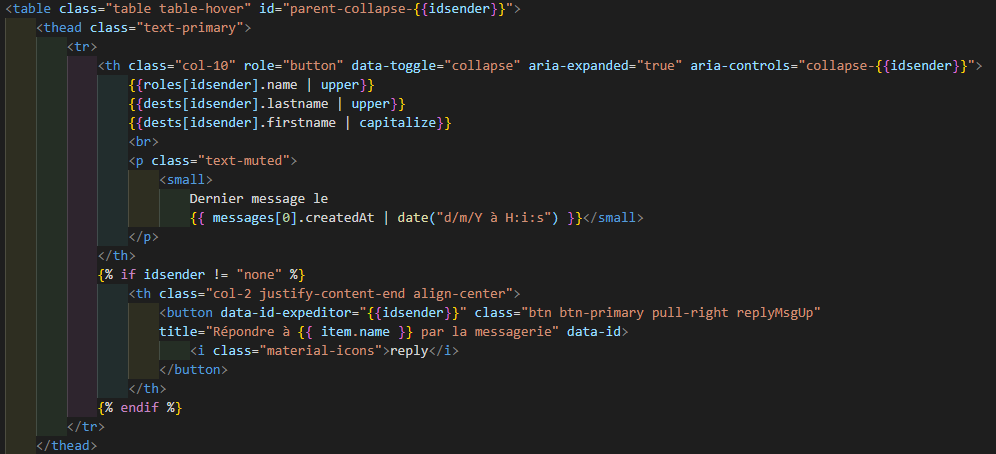 <table class="table table-hover" id="parent-collapse-{{idsender}}">
<thead class="text-primary">
<tr>
<th class="col-10" role="button" data-toggle="collapse" aria-expanded="true" aria-controls="collapse-{{idsender}}">
{{roles[idsender].name | upper}}
{{dests[idsender].lastname | upper}}
{{dests[idsender].firstname | capitalize}}
<br>
<p class="text-muted">
<small>
Dernier message le
{{ messages[0].createdAt | date("d/m/Y à H:i:s") }}</small>
</p>
</th>
{% if idsender != "none" %}
<th class="col-2 justify-content-end align-center">
<button data-id-expeditor="{{idsender}}" class="btn btn-primary pull-right replyMsgUp"
title="Répondre à {{ item.name }} par la messagerie" data-id>
<i class="material-icons">reply</i>
</button>
</th>
{% endif %}
</tr>
</thead>